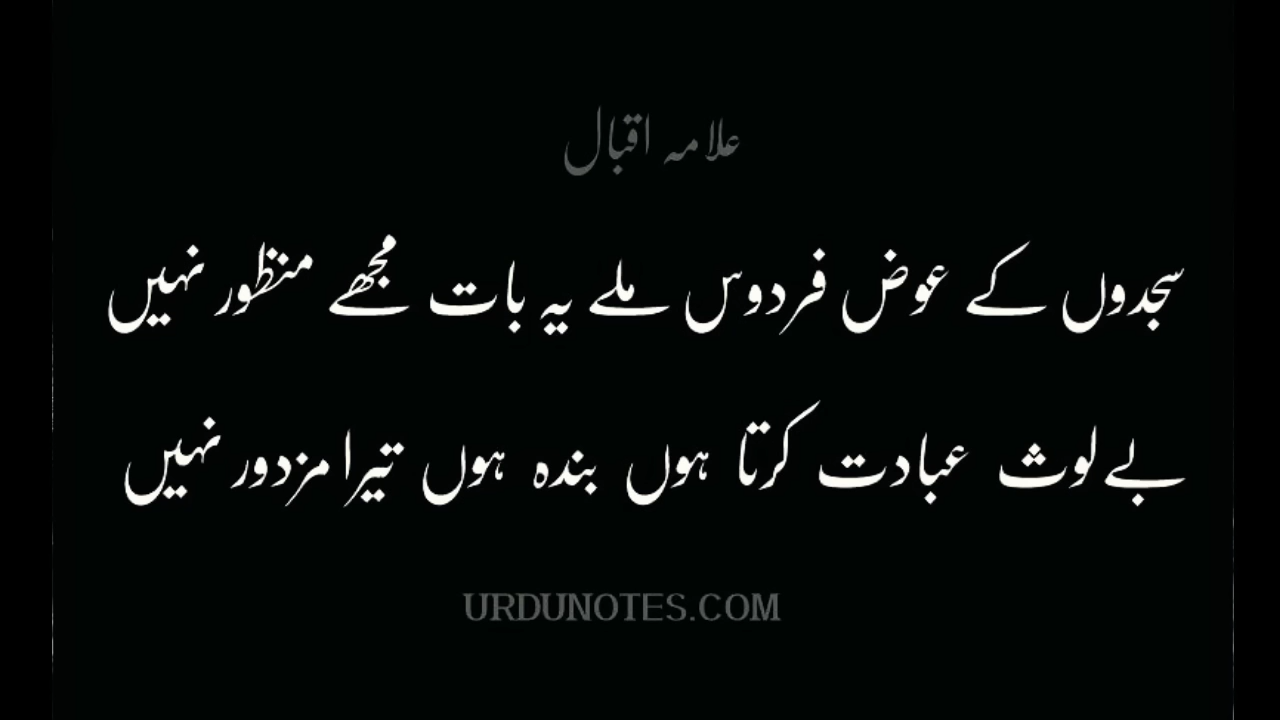 علامہ اقبال
سجدوں کے عوض فردوس ملے یہ بات مجھے منظور نہیں
بے لوث عبادت کرتا ہوں بندہ ہوں تیرا مزدور نہیں
URDUNOTES.COM